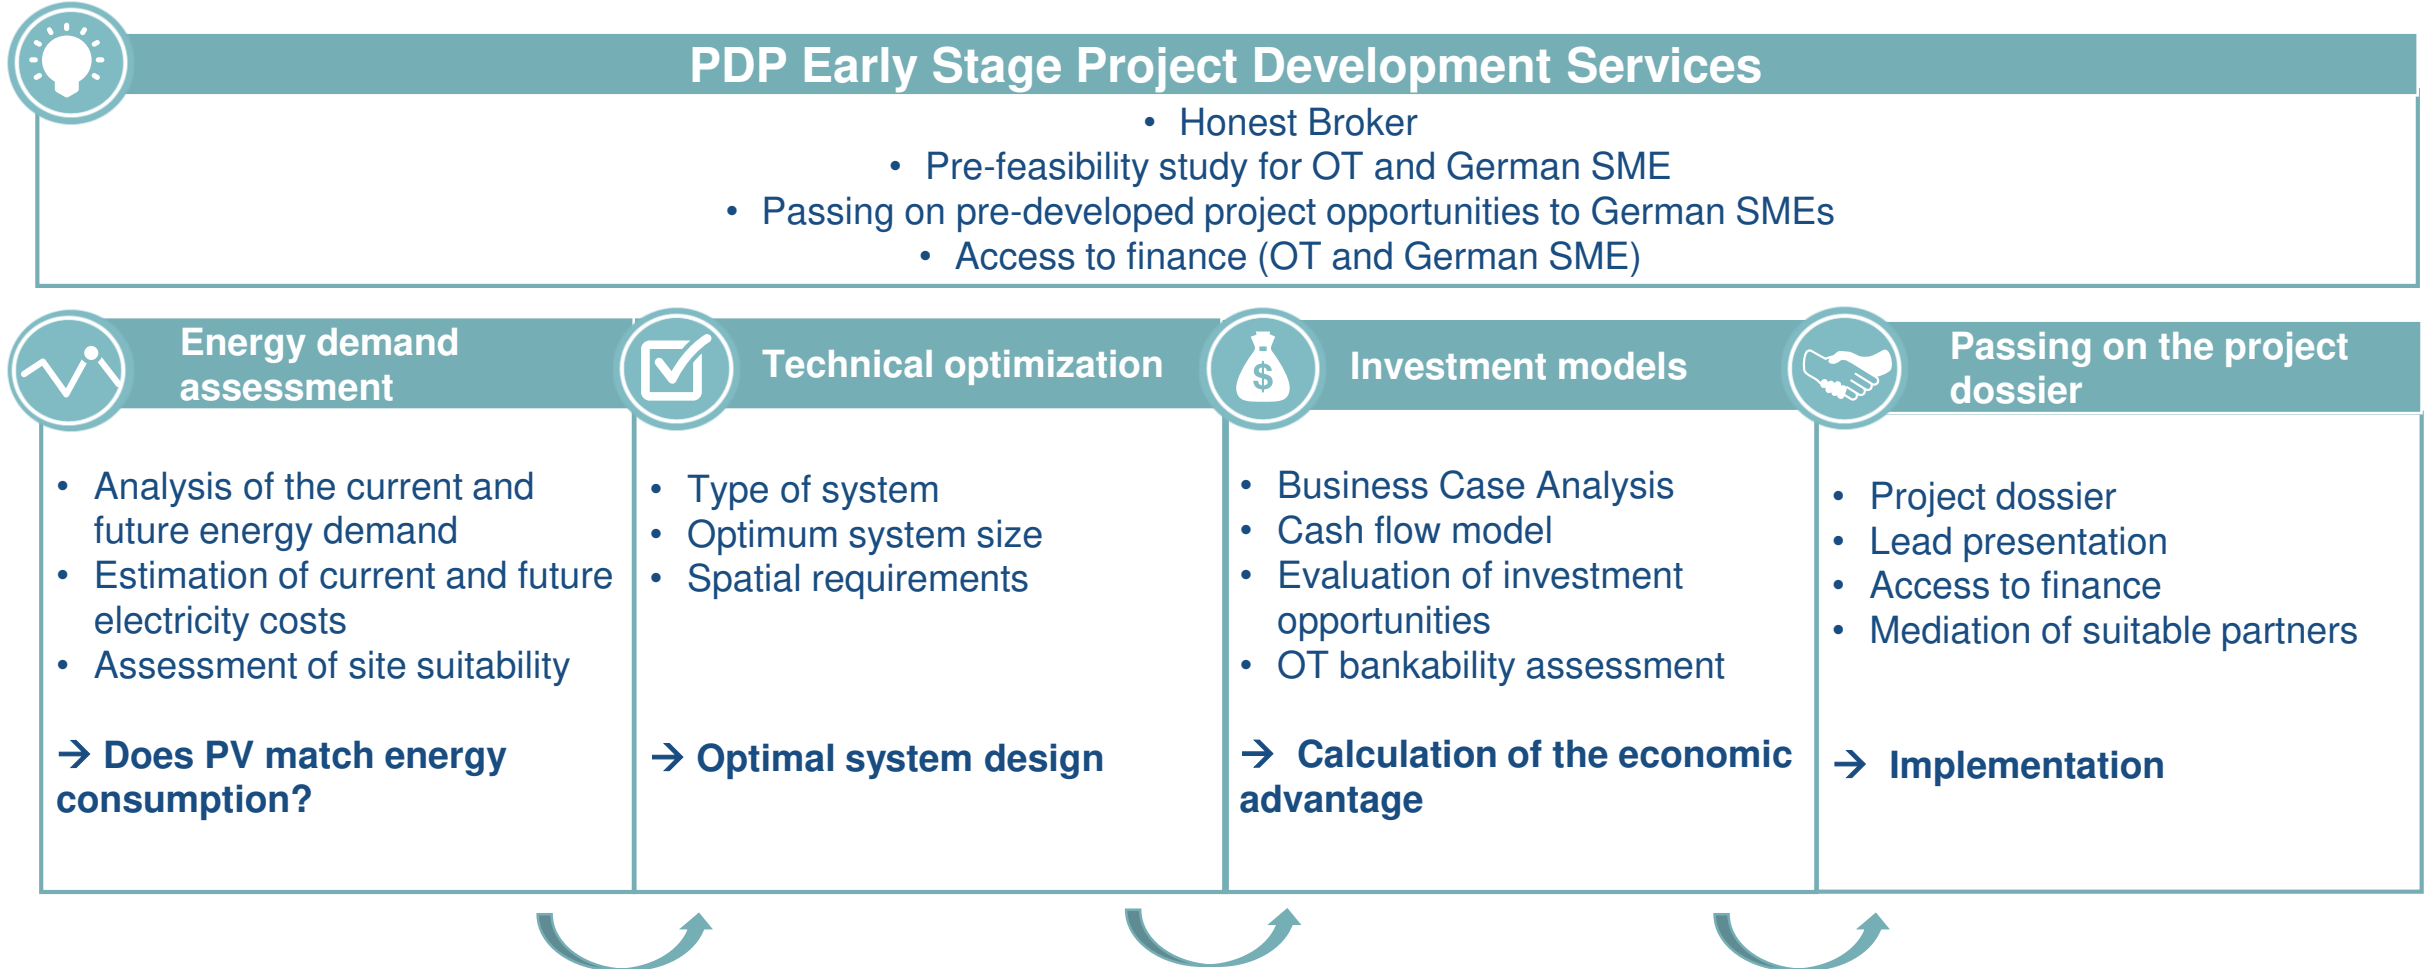 PDP Early Stage Project Development Services
• Honest Broker
• Pre-feasibility study for OT and German SME
• Passing on pre-developed project opportunities to German SMEs
• Access to finance (OT and German SME)
Energy demand
assessment
• Analysis of the current and
future energy demand
• Estimation of current and future
electricity costs
• Assessment of site suitability
→ Does PV match energy
consumption?
Technical optimization
• Type of system
• Optimum system size
• Spatial requirements
→ Optimal system design
$
Investment models
• Business Case Analysis
• Cash flow model
• Evaluation of investment
opportunities
• OT bankability assessment
→ Calculation of the economic
advantage
Passing on the project
dossier
• Project dossier
• Lead presentation
• Access to finance
• Mediation of suitable partners
→ Implementation